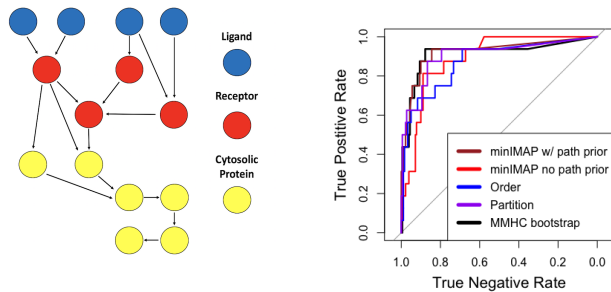 Ligand
Receptor
Cytosolic
Protein
True Postitive Rate
0.0
0.2
0.4
0.6
0.8
1.0
minIMAP w/ path prior
minIMAP no path prior
Order
Partition
MMHC bootstrap
1.0
0.8
0.6
0.4
0.2
0.0
True Negative Rate